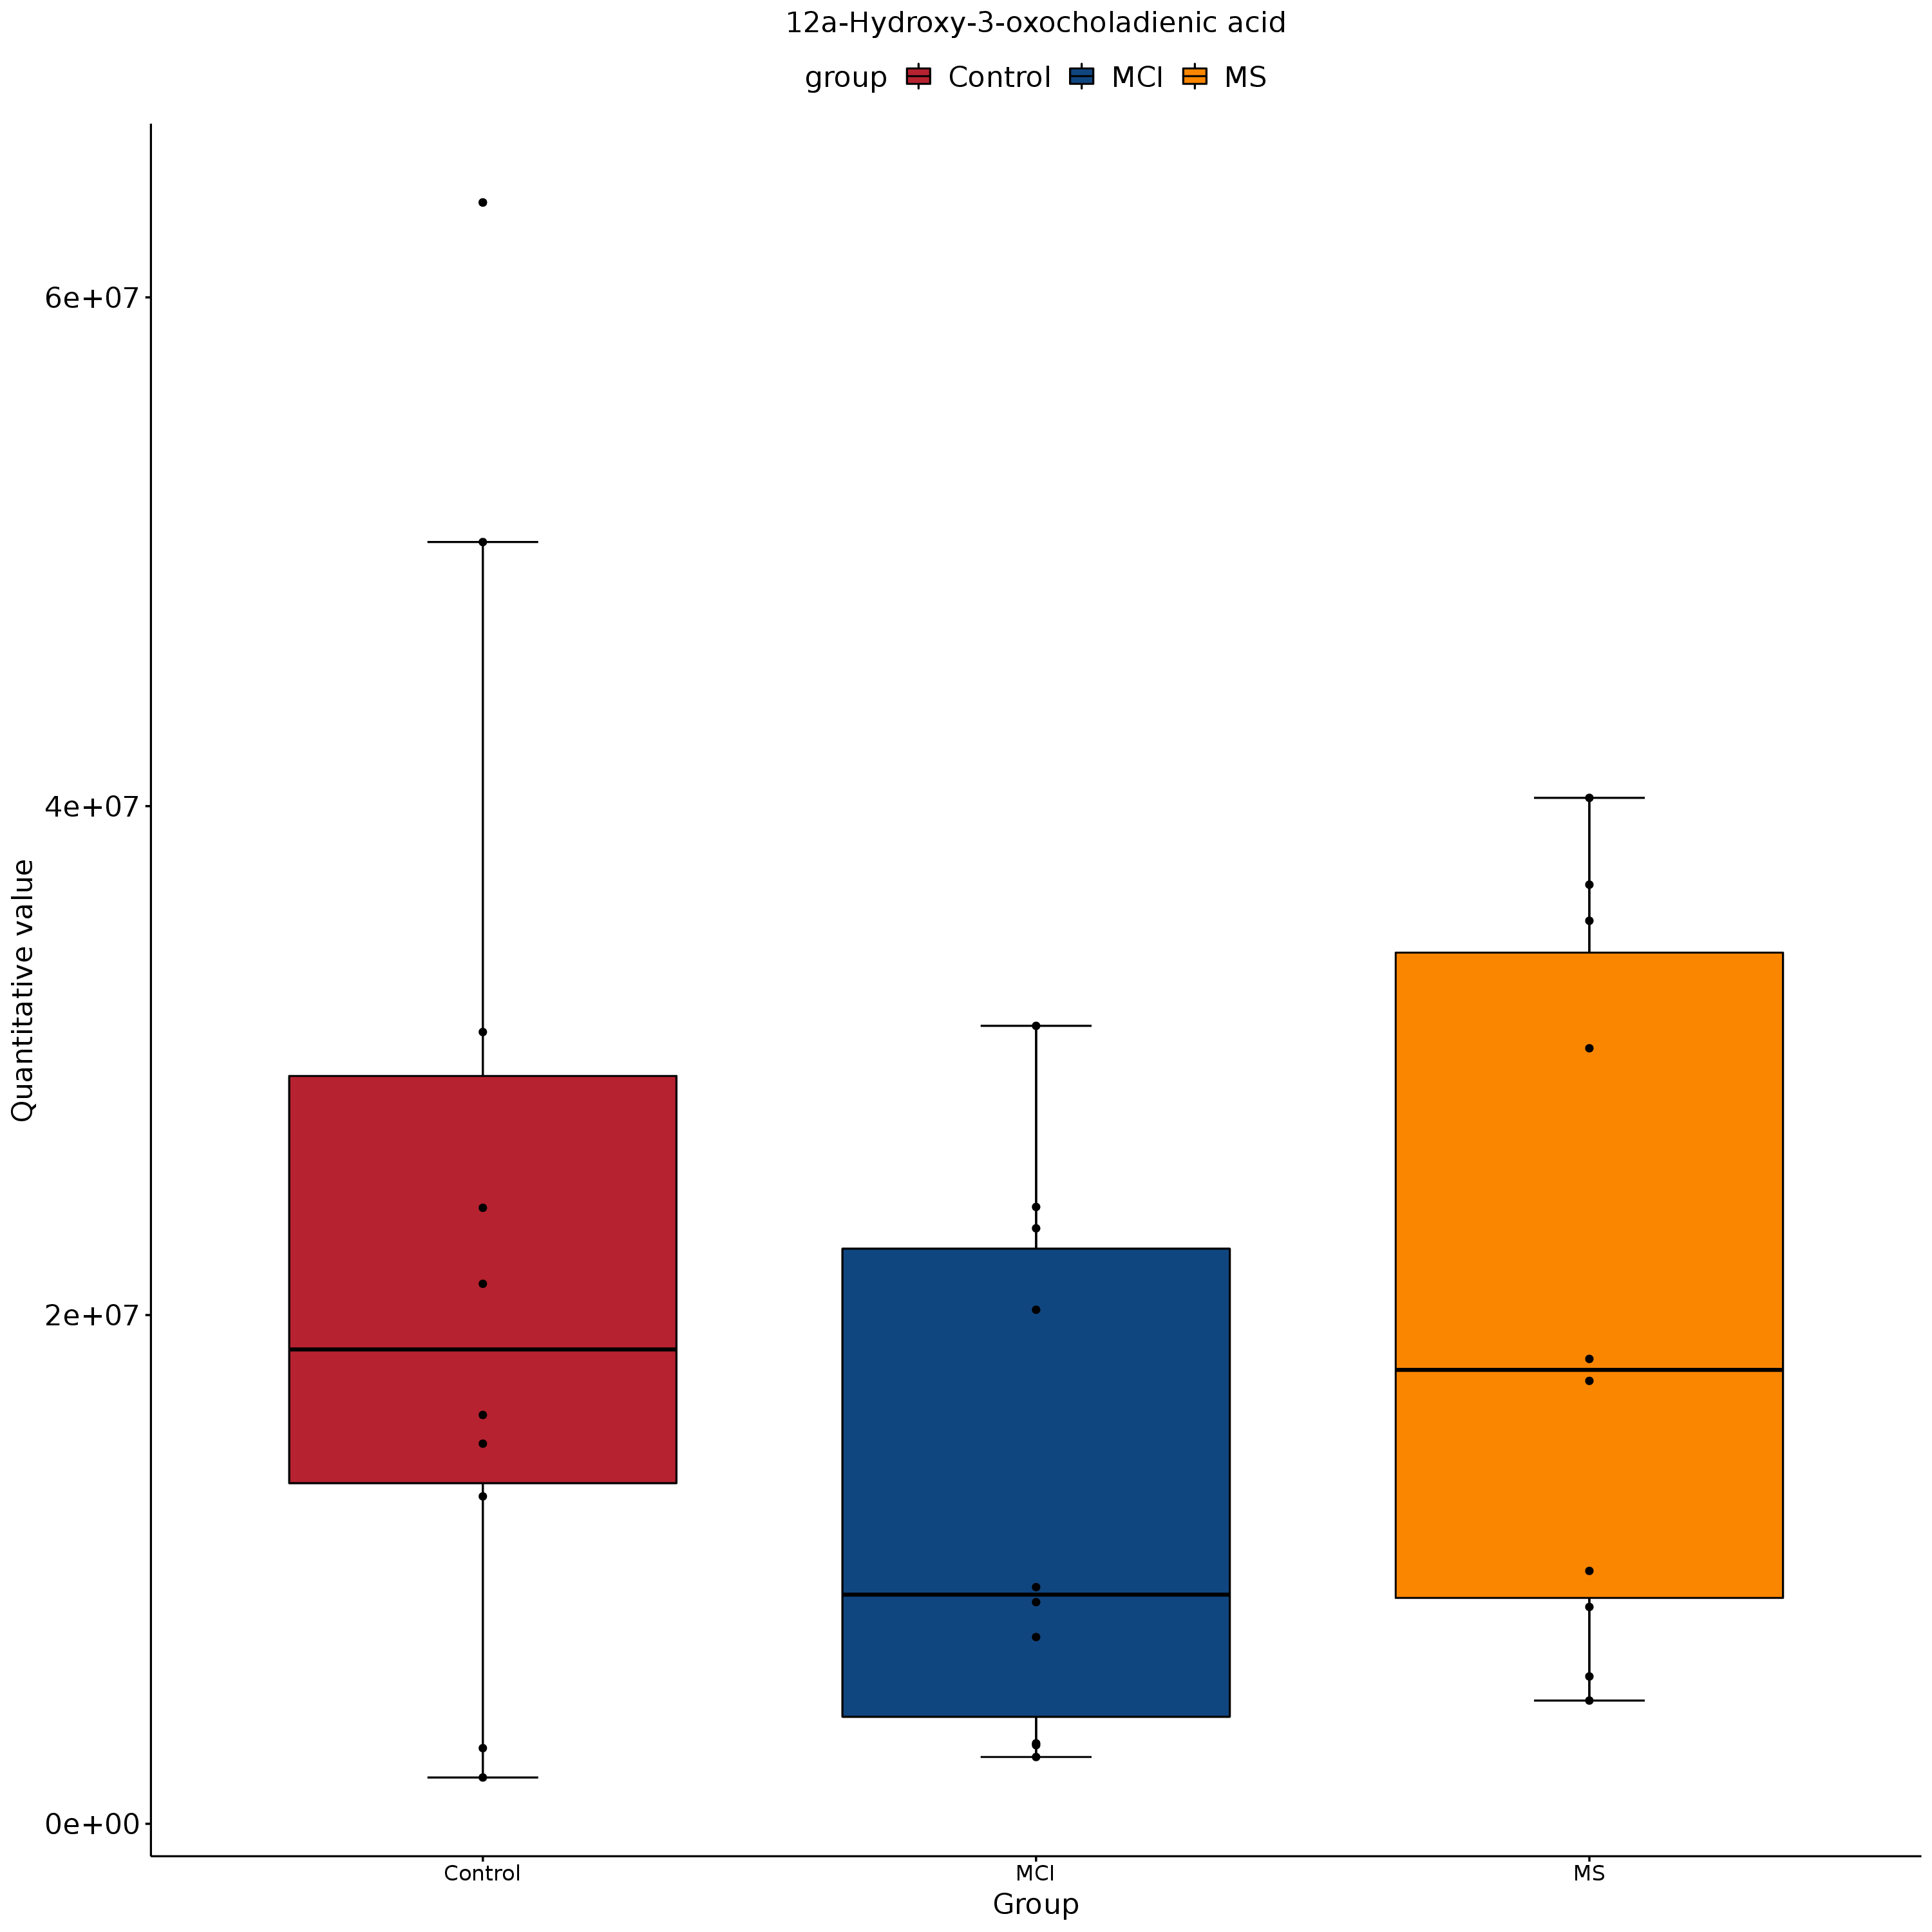 12a-Hydroxy-3-oxocholadienic acid
group Control MCI MS
6e+07
4e+07
2e+07
0e+00
Quantitative value
Control MCI MS
Group